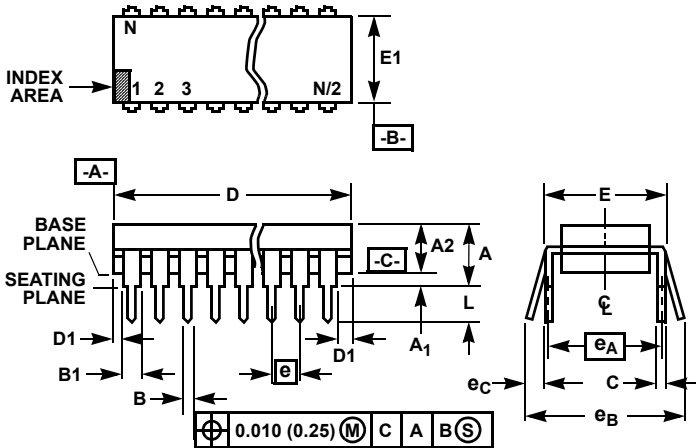 N
E1
INDEX
AREA
1 2 3 N/2
-B-
-A-
D
E
BASE
PLANE
A2
A
-C-
SEATING
PLANE
L
C L
D1
A1
D1
e
eA
B1
eC
C
B
eB
0.010 (0.25) M C A B S